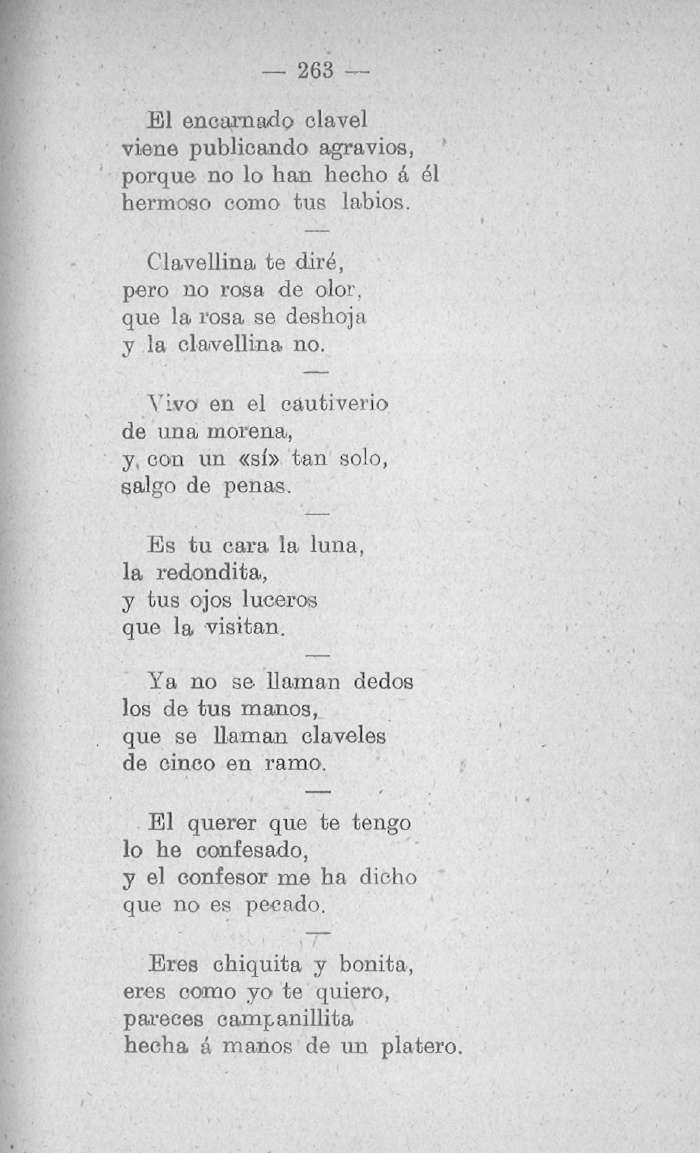 — 263 —
El encarnado clavel
viene publicando agravios,
porque no lo han hecho á él
hermoso como tus labios.
—
Clavellina te diré,
pero no rosa de olor,
que la rosa se deshoja
y la clavellina no.
—
Vivo en el cautiverio
de una morena,
y, con un «sí» tan solo,
salgo de penas.
—
Es tu cara la luna,
la redondita,
y tus ojos luceros
que la visitan.
—
Ya no se llaman dedos
los de tus manos,
que se llaman claveles
de cinco en ramo.
—
El querer que te tengo
lo he confesado,
y el confesor me ha dicho
que no es pecado.
—
Eres chiquita y bonita,
eres como yo te quiero,
pareces campanillita
hecha á manos de un platero.